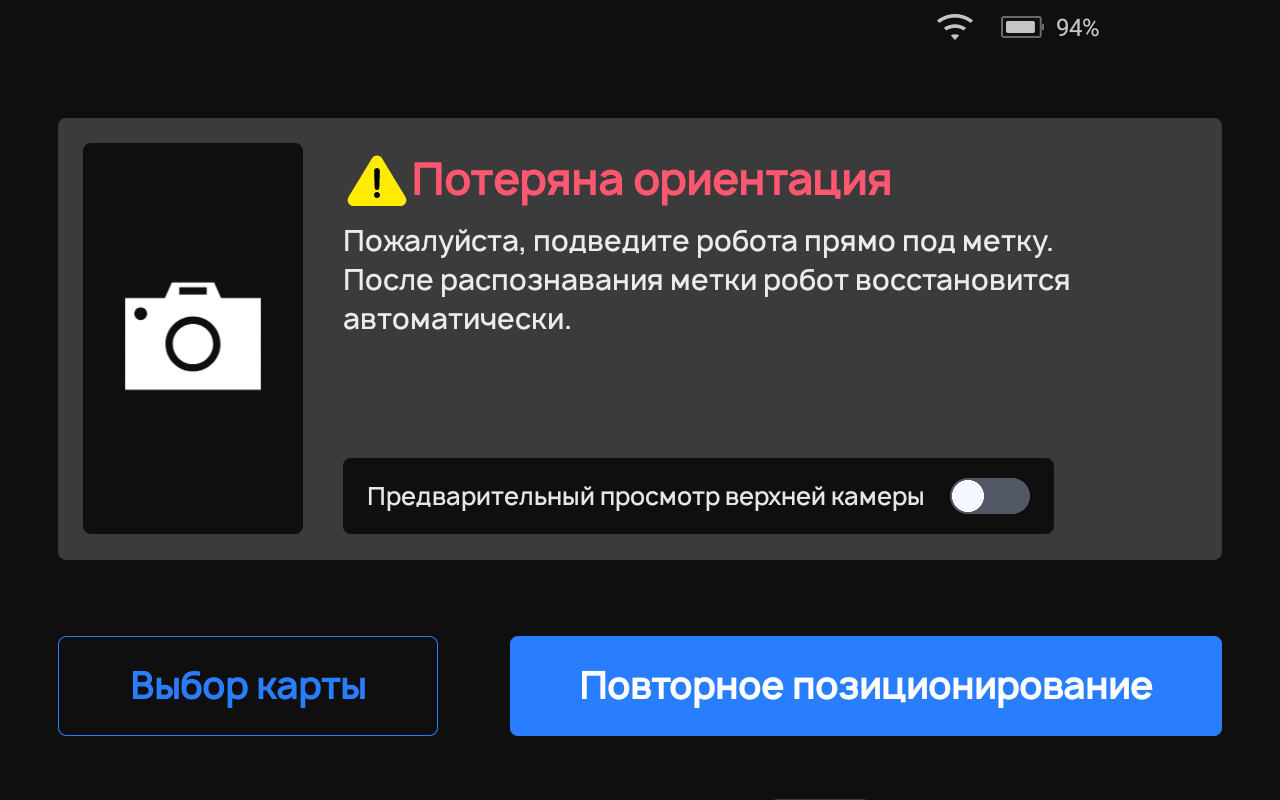 94%
Потеряна ориентация
Пожалуйста, подведите робота прямо под метку.
После распознавания метки робот восстановится
автоматически.
Предварительный просмотр верхней камеры
Выбор карты
Повторное позиционирование